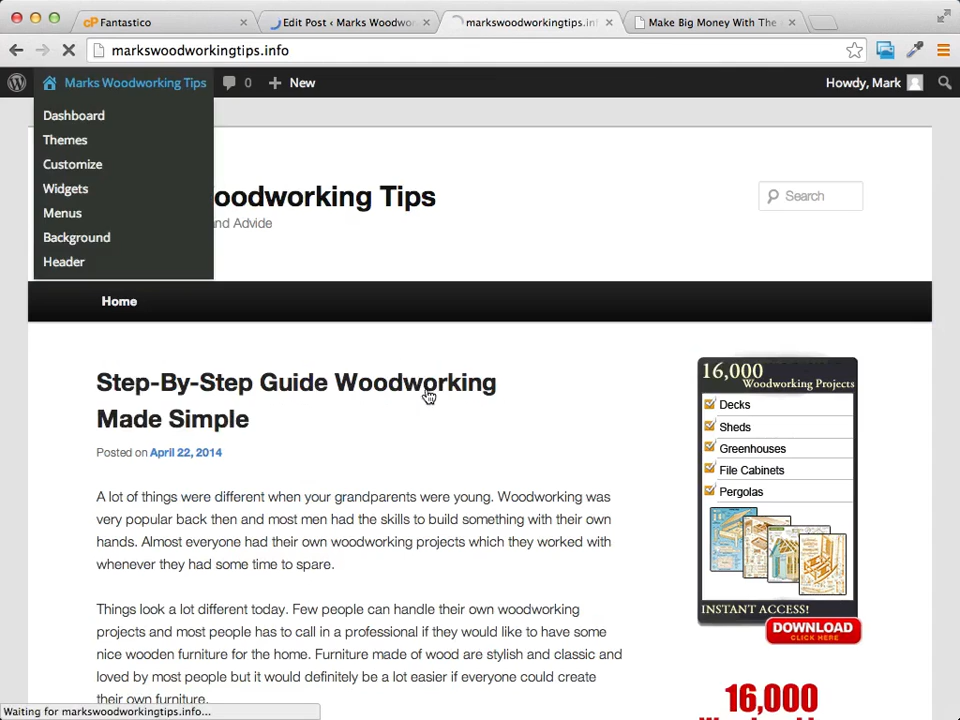 Fantastico
Edit Post ‹ Marks Woodwo
markswoodworkingtips.in
Make Big Money With The
markswoodworkingtips.info
Marks Woodworking Tips
0
New
Howdy, Mark
Dashboard
Themes
Customize
Widgets
Menus
Background
Header
oodworking Tips
and Advide
Search
Home
Step-By-Step Guide Woodworking
Made Simple
Posted on April 22, 2014
A lot of things were different when your grandparents were young. Woodworking was
very popular back then and most men had the skills to build something with their own
hands. Almost everyone had their own woodworking projects which they worked with
whenever they had some time to spare.
Things look a lot different today. Few people can handle their own woodworking
projects and most people has to call in a professional if they would like to have some
nice wooden furniture for the home. Furniture made of wood are stylish and classic and
loved by most people but it would definitely be a lot easier if everyone could create
their own furniture.
16,000
Woodworking Projects
Decks
Sheds
Greenhouses
File Cabinets
Pergolas
INSTANT ACCESS!
DOWNLOAD
CLICK HERE
16,000
Waiting for markswoodworkingtips.info...